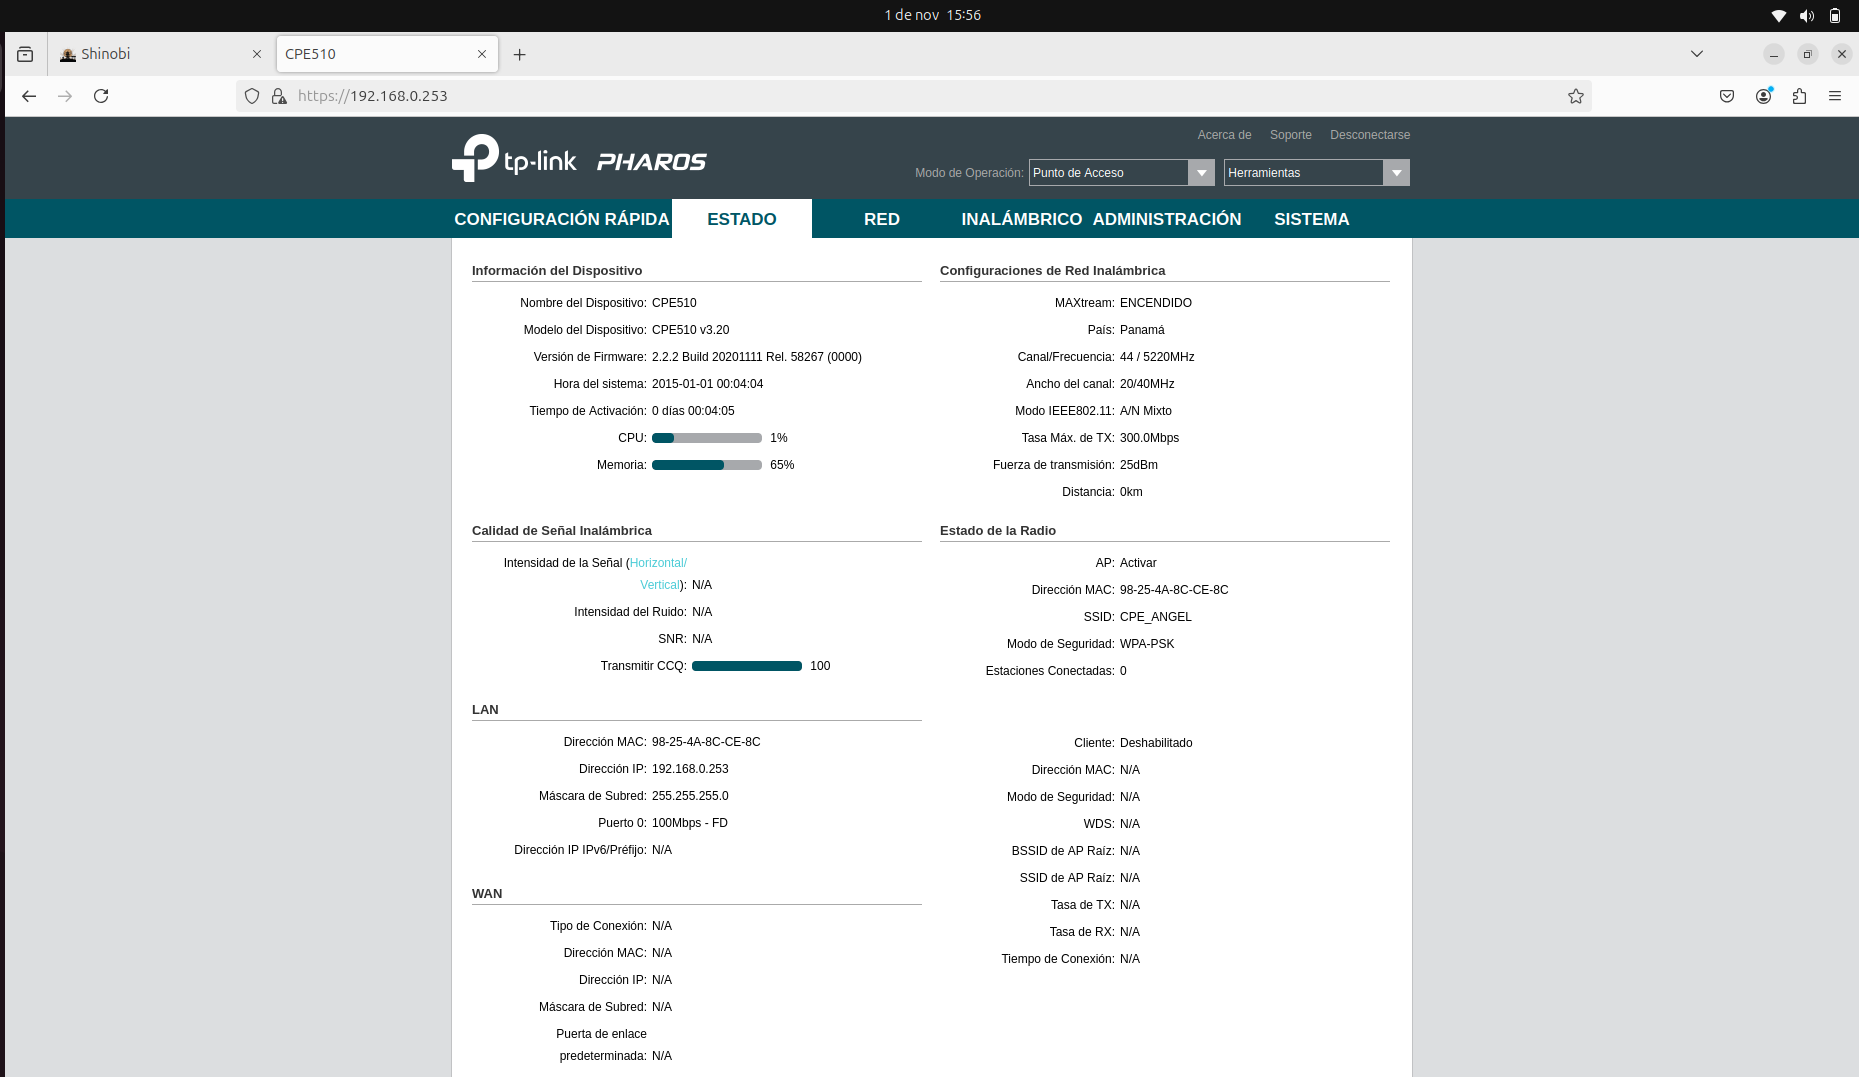 1 de nov 15:56
Shinobi
CPE510
https://192.168.0.253
tp-link PHAROS
Acerca de Soporte Desconectarse
Modo de Operación: Punto de Acceso Herramientas
CONFIGURACIÓN RÁPIDA ESTADO RED INALÁMBRICO ADMINISTRACIÓN SISTEMA
Información del Dispositivo
Nombre del Dispositivo: CPE510
Modelo del Dispositivo: CPE510 v3.20
Versión de Firmware: 2.2.2 Build 20201111 Rel. 58267 (0000)
Hora del sistema: 2015-01-01 00:04:04
Tiempo de Activación: 0 días 00:04:05
CPU: 1%
Memoria: 65%
Configuraciones de Red Inalámbrica
MAXtream: ENCENDIDO
País: Panamá
Canal/Frecuencia: 44 / 5220MHz
Ancho del canal: 20/40MHz
Modo IEEE802.11: A/N Mixto
Tasa Máx. de TX: 300.0Mbps
Fuerza de transmisión: 25dBm
Distancia: 0km
Calidad de Señal Inalámbrica
Intensidad de la Señal (Horizontal/
Vertical): N/A
Intensidad del Ruido: N/A
SNR: N/A
Transmitir CCQ: 100
Estado de la Radio
AP: Activar
Dirección MAC: 98-25-4A-8C-CE-8C
SSID: CPE_ANGEL
Modo de Seguridad: WPA-PSK
Estaciones Conectadas: 0
LAN
Dirección MAC: 98-25-4A-8C-CE-8C
Dirección IP: 192.168.0.253
Máscara de Subred: 255.255.255.0
Puerto 0: 100Mbps - FD
Dirección IP IPv6/Préfijo: N/A
Cliente: Deshabilitado
Dirección MAC: N/A
Modo de Seguridad: N/A
WDS: N/A
BSSID de AP Raíz: N/A
SSID de AP Raíz: N/A
Tasa de TX: N/A
Tasa de RX: N/A
Tiempo de Conexión: N/A
WAN
Tipo de Conexión: N/A
Dirección MAC: N/A
Dirección IP: N/A
Máscara de Subred: N/A
Puerta de enlace
predeterminada: N/A